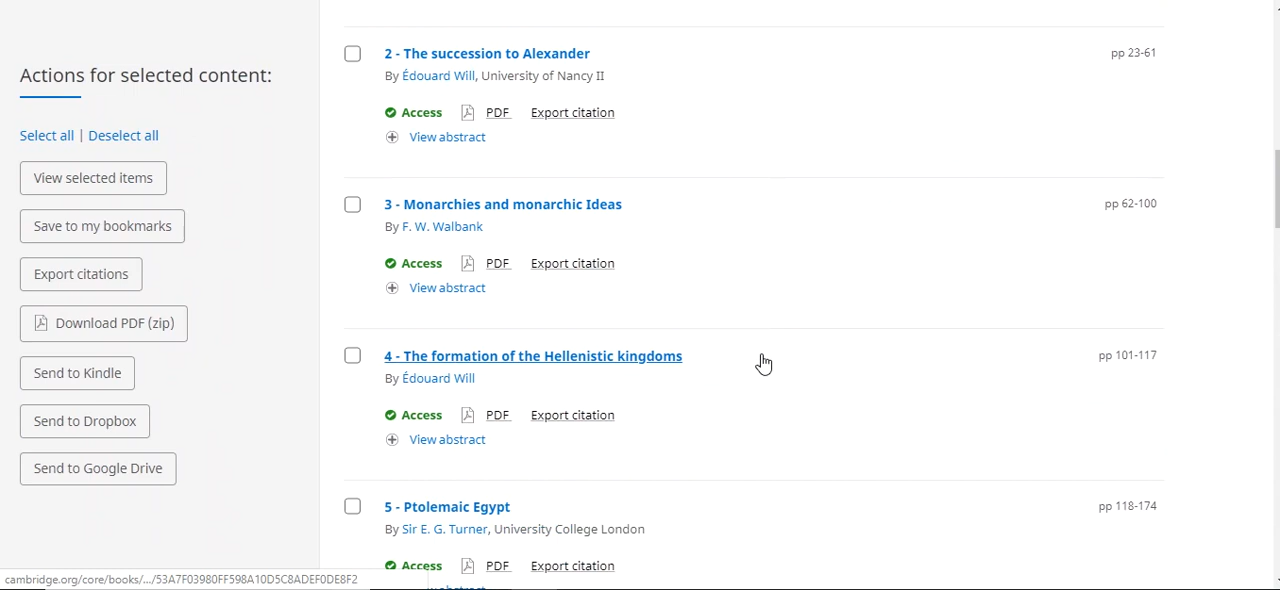 Actions for selected content:
Select all | Deselect all
View selected items
Save to my bookmarks
Export citations
Download PDF (zip)
Send to Kindle
Send to Dropbox
Send to Google Drive
2 - The succession to Alexander pp 23-61
By Édouard Will, University of Nancy II
Access PDF Export citation
View abstract
3 - Monarchies and monarchic Ideas pp 62-100
By F. W. Walbank
Access PDF Export citation
View abstract
4 - The formation of the Hellenistic kingdoms pp 101-117
By Édouard Will
Access PDF Export citation
View abstract
5 - Ptolemaic Egypt pp 118-174
By Sir E. G. Turner, University College London
Access PDF Export citation
cambridge.org/core/books/.../53A7F03980FF598A10D5C8ADEF0DE8F2